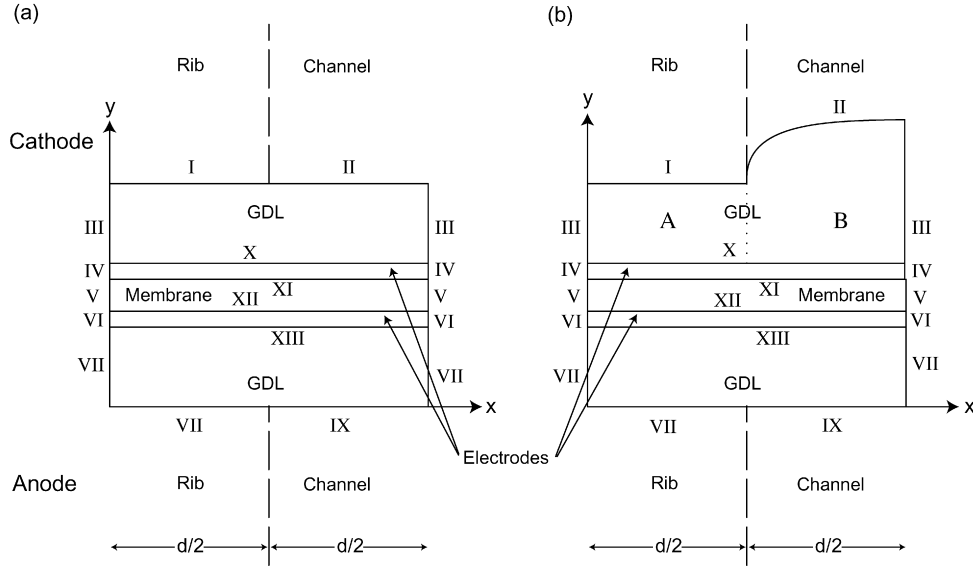 (a)
(b)
Rib Channel Rib Channel
y y II
Cathode
I II I
GDL
III III III A GDL B III
X X
IV IV IV IV
V Membrane XII XI V V XII XI Membrane V
VI VI VI VI
XIII XIII
VII VII VII VII
GDL GDL
x x
VII IX VII IX
Electrodes
Anode
Rib Channel Rib Channel
d/2 d/2 d/2 d/2